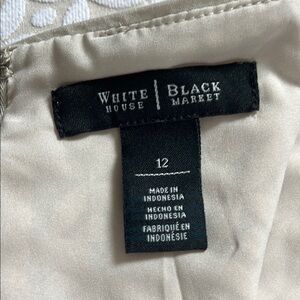 WHITE | BLACK
HOUSE | MARKET
12
MADE IN
INDONESIA
HECHO EN
INDONESIA
FABRIQUÉ EN
INDONÉSIE